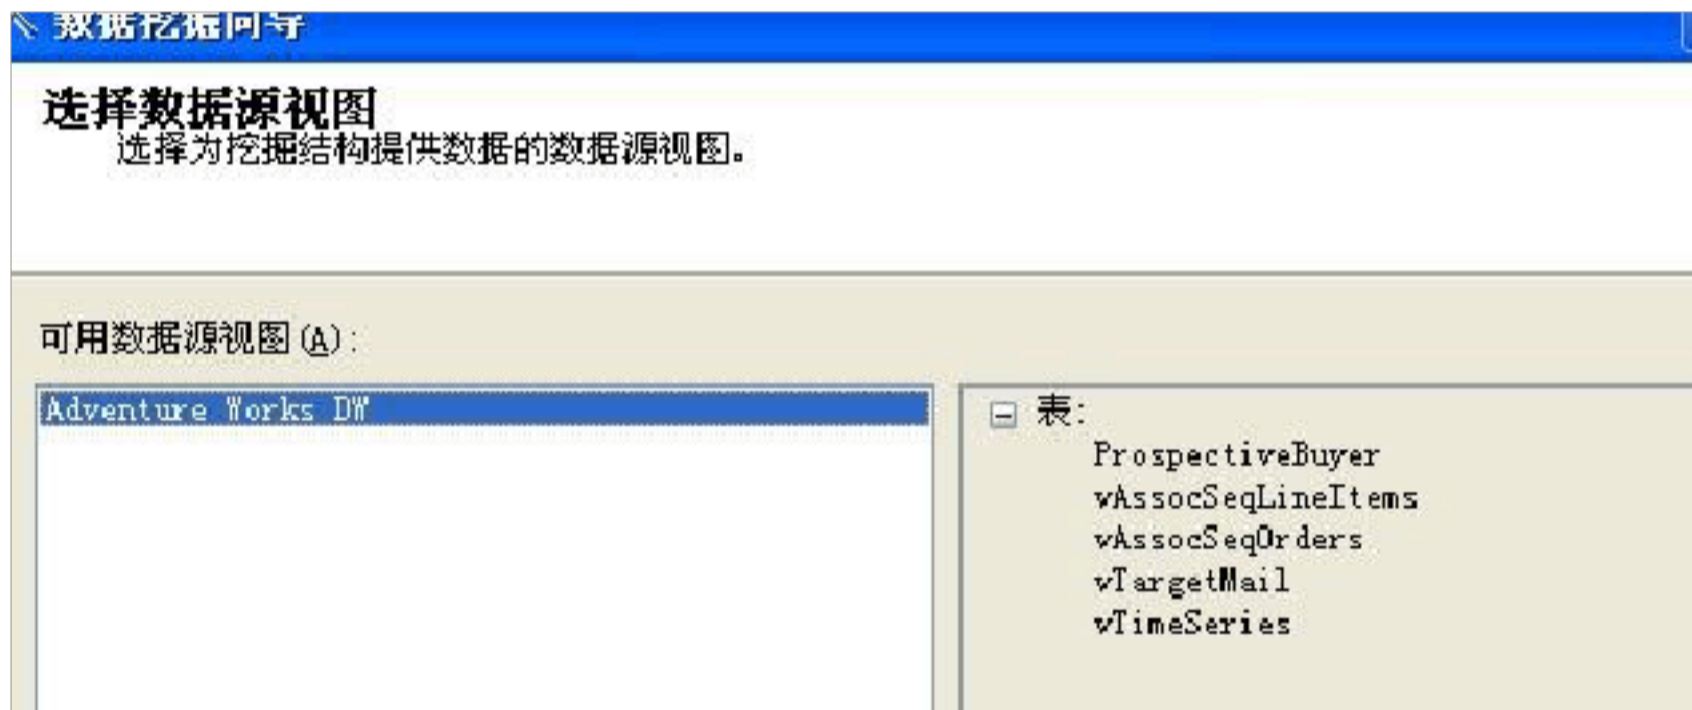 数据挖掘向导
选择数据源视图
选择为挖掘结构提供数据的数据源视图。
可用数据源视图(A):
Adventure Works DW
表:
ProspectiveBuyer
vAssocSeqLineItems
vAssocSeqOrders
vTargetMail
vTimeSeries